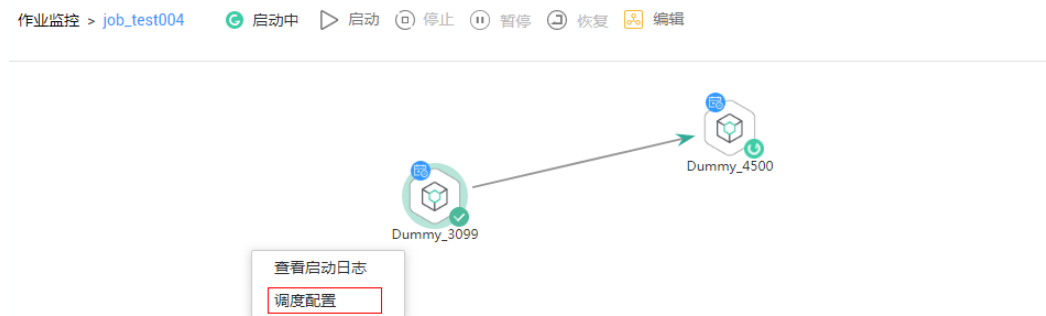 作业监控 > job_test004 启动中 启动 停止 暂停 恢复 编辑
Dummy_4500
Dummy_3099
查看启动日志
调度配置